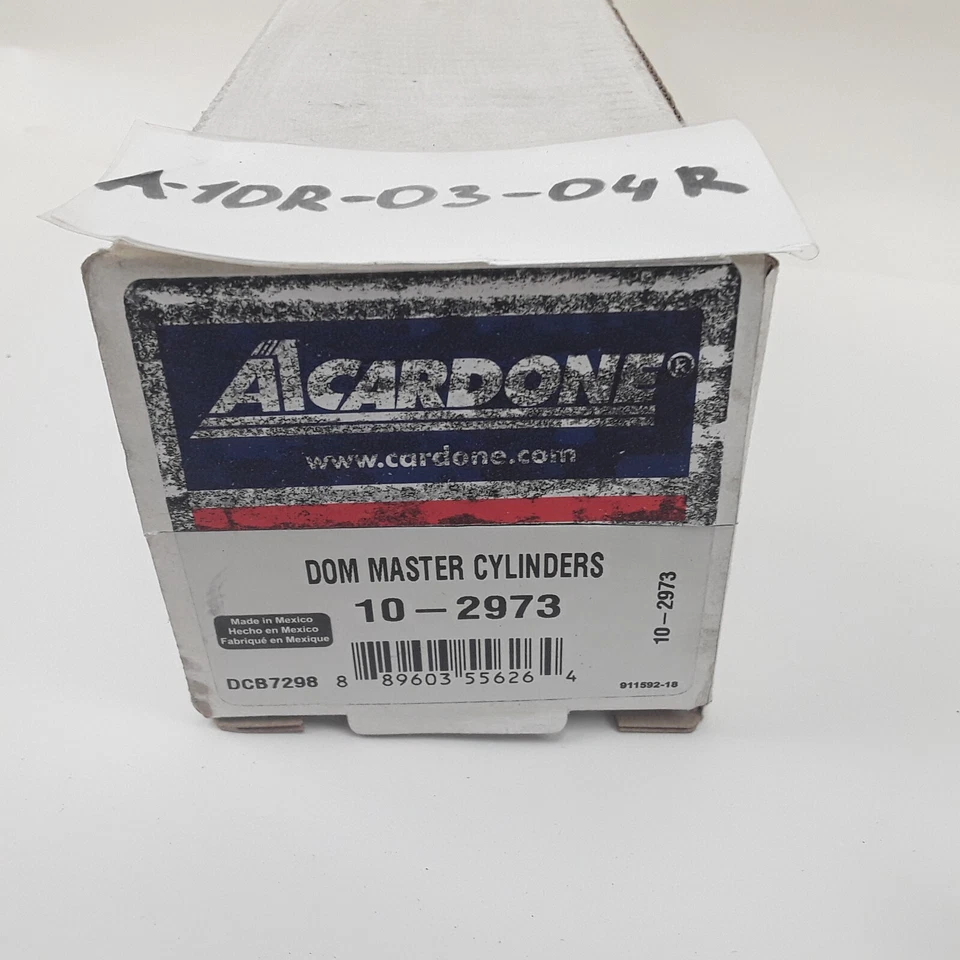 A-10R-03-04R
A1CARDONE®
www.cardone.com
DOM MASTER CYLINDERS
10-2973
10-2973
Made in Mexico
Hecho en Mexico
Fabriqué en Mexique
DCB7298
8 89603 55626 4
911592-18